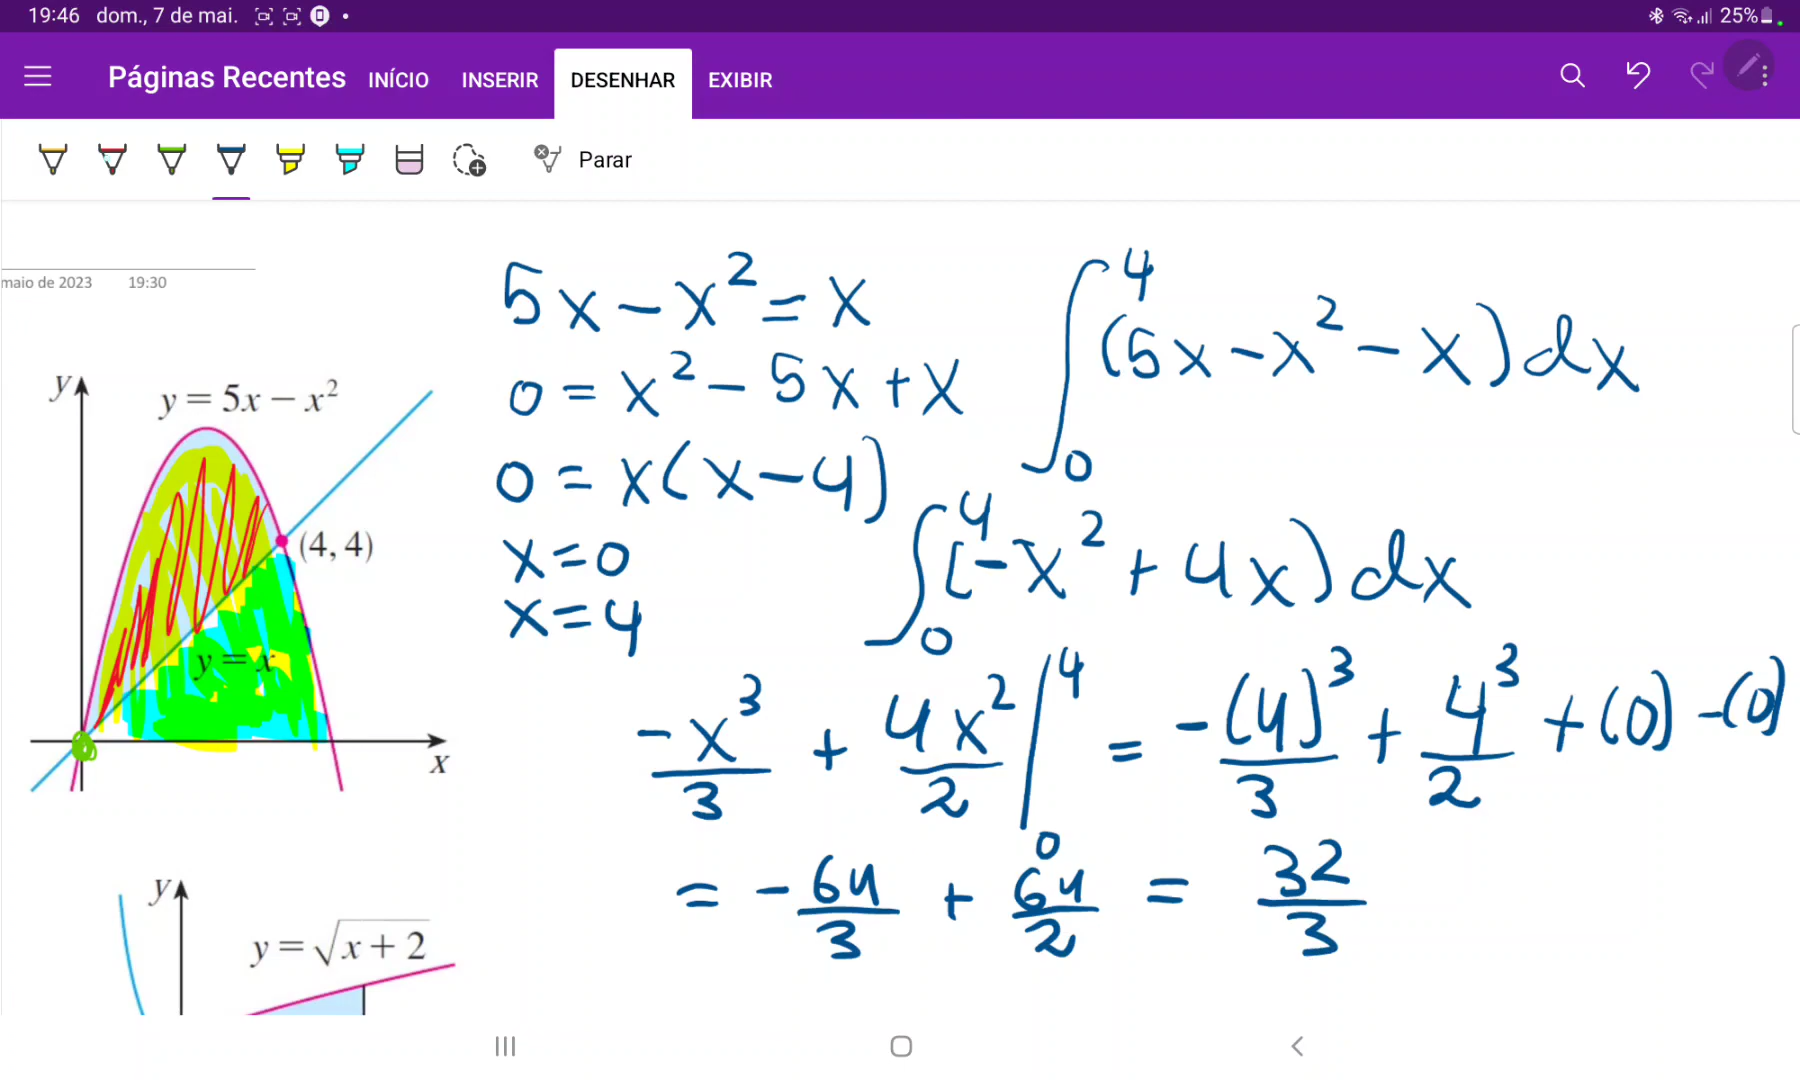 19:46 dom., 7 de mai. 25%
Páginas Recentes INÍCIO INSERIR DESENHAR EXIBIR
Parar
maio de 2023 19:30
y
y = 5x − x²
(4, 4)
y = x
x
y
y = √(x + 2)
5x − x² = x
0 = x² − 5x + x
0 = x(x − 4)
x = 0
x = 4
∫₀⁴ (5x − x² − x) dx
∫₀⁴ (−x² + 4x) dx
−x³/3 + 4x²/2 |₀⁴ = −(4)³/3 + 4³/2 + (0) − (0)
= −64/3 + 64/2 = 32/3